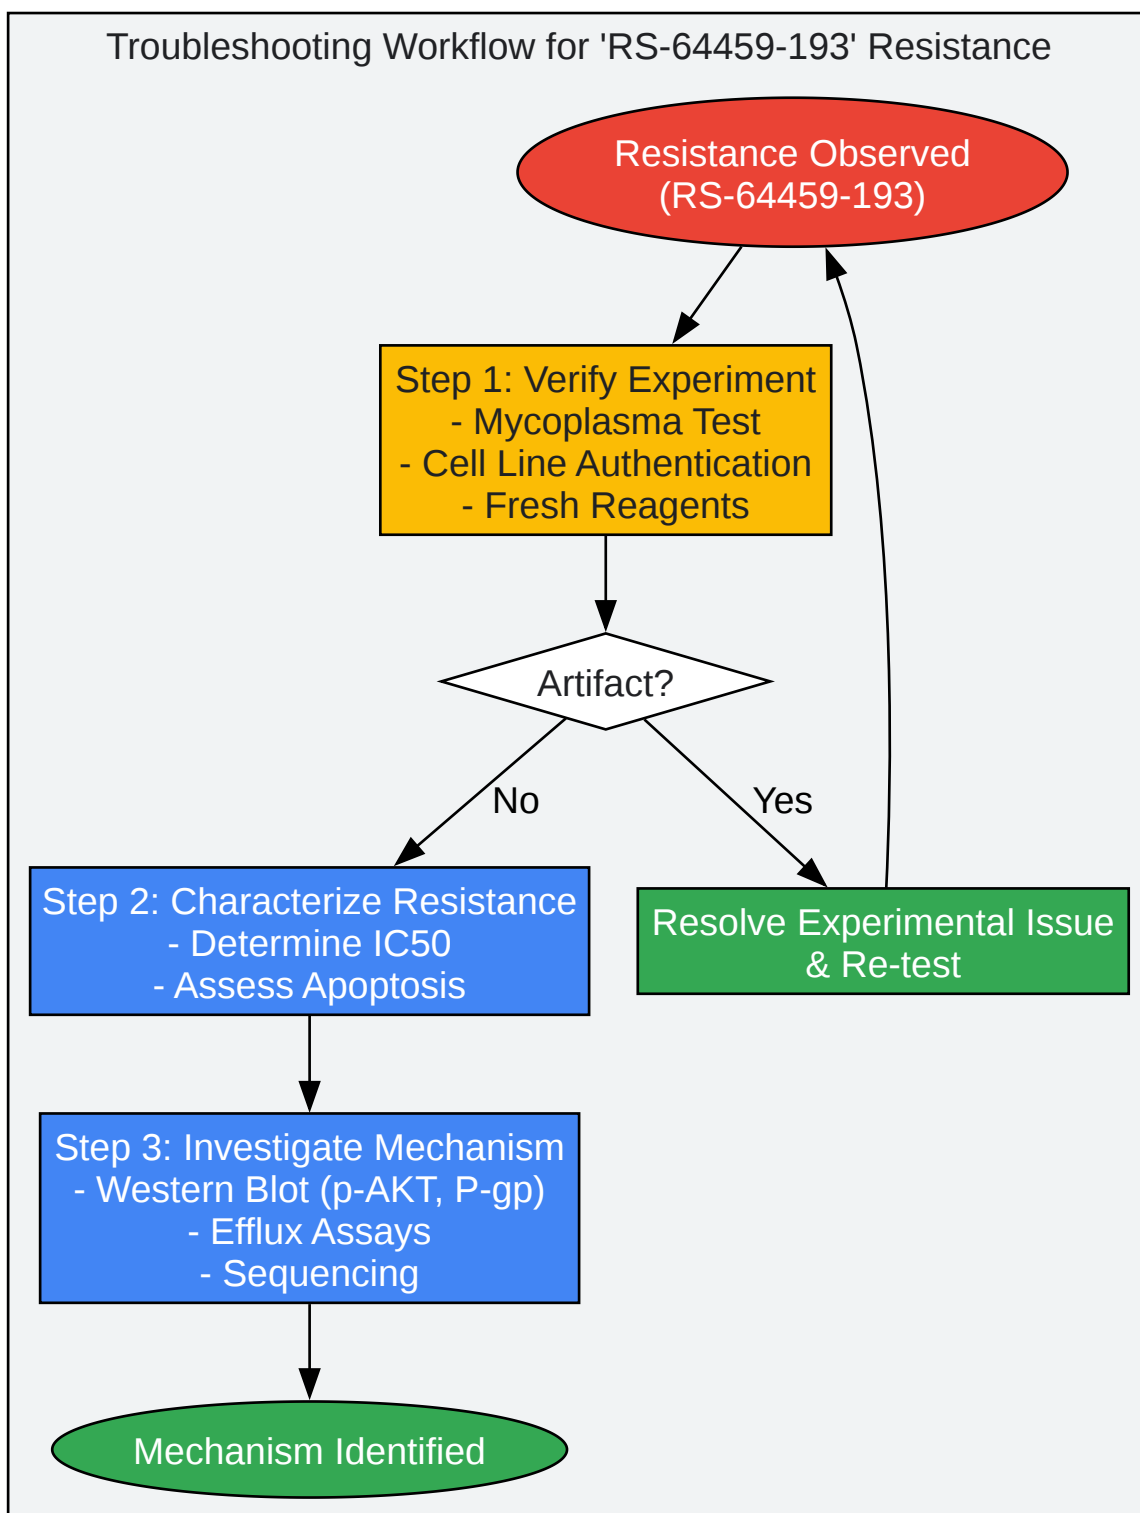 Troubleshooting Workflow for 'RS-64459-193' Resistance
Resistance Observed
(RS-64459-193)
Step 1: Verify Experiment
- Mycoplasma Test
- Cell Line Authentication
- Fresh Reagents
Artifact?
No
Yes
Step 2: Characterize Resistance
- Determine IC50
- Assess Apoptosis
Resolve Experimental Issue
& Re-test
Step 3: Investigate Mechanism
- Western Blot (p-AKT, P-gp)
- Efflux Assays
- Sequencing
Mechanism Identified